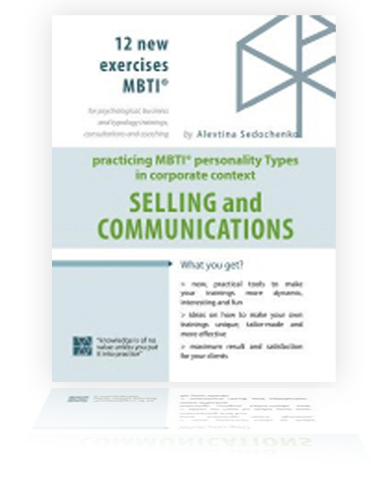 12 new
exercises
MBTI®
for psychological, business
and typology trainings,
consultations and coaching
by Alevtina Sedochenko
practicing MBTI® personality Types
in corporate context
SELLING and
COMMUNICATIONS
What you get?
> new, practical tools to make
your trainings more dynamic,
interesting and fun
> ideas on how to make your own
trainings unique, tailor-made and
more effective
> maximum result and satisfaction
for your clients
"knowledge is of no
value unless you put
it into practice"